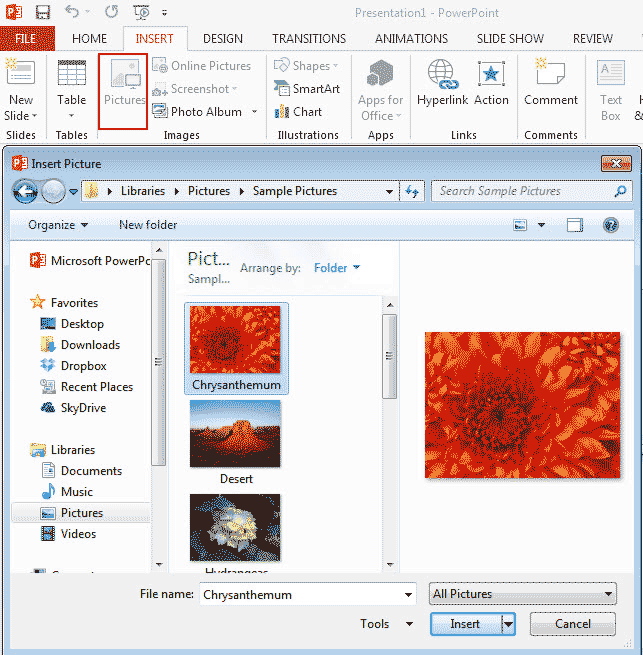 Presentation1 - PowerPoint
FILE HOME INSERT DESIGN TRANSITIONS ANIMATIONS SLIDE SHOW REVIEW
New Slide
Table
Pictures
Online Pictures
Screenshot
Photo Album
Shapes
SmartArt
Chart
Apps for Office
Hyperlink
Action
Comment
Text Box
Slides Tables Images Illustrations Apps Links Comments
Insert Picture
Libraries Pictures Sample Pictures
Search Sample Pictures
Organize New folder
Microsoft PowerPc
Favorites
Desktop
Downloads
Dropbox
Recent Places
SkyDrive
Libraries
Documents
Music
Pictures
Videos
Pict...
Sampl...
Arrange by: Folder
Chrysanthemum
Desert
Hydrangeas
File name: Chrysanthemum
All Pictures
Tools Insert Cancel